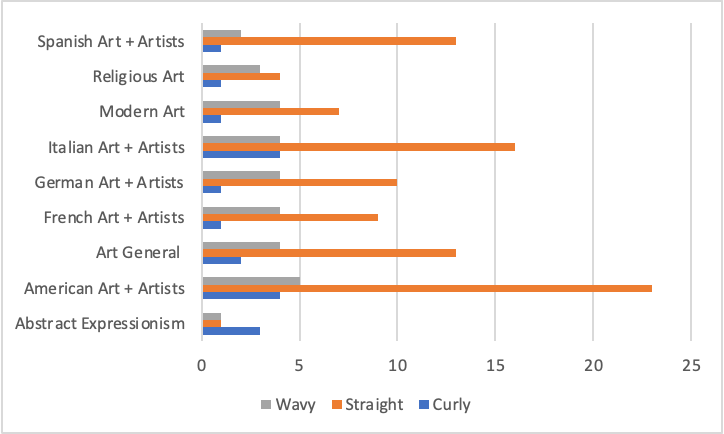 Spanish Art + Artists
Religious Art
Modern Art
Italian Art + Artists
German Art + Artists
French Art + Artists
Art General
American Art + Artists
Abstract Expressionism
0 5 10 15 20 25
Wavy Straight Curly